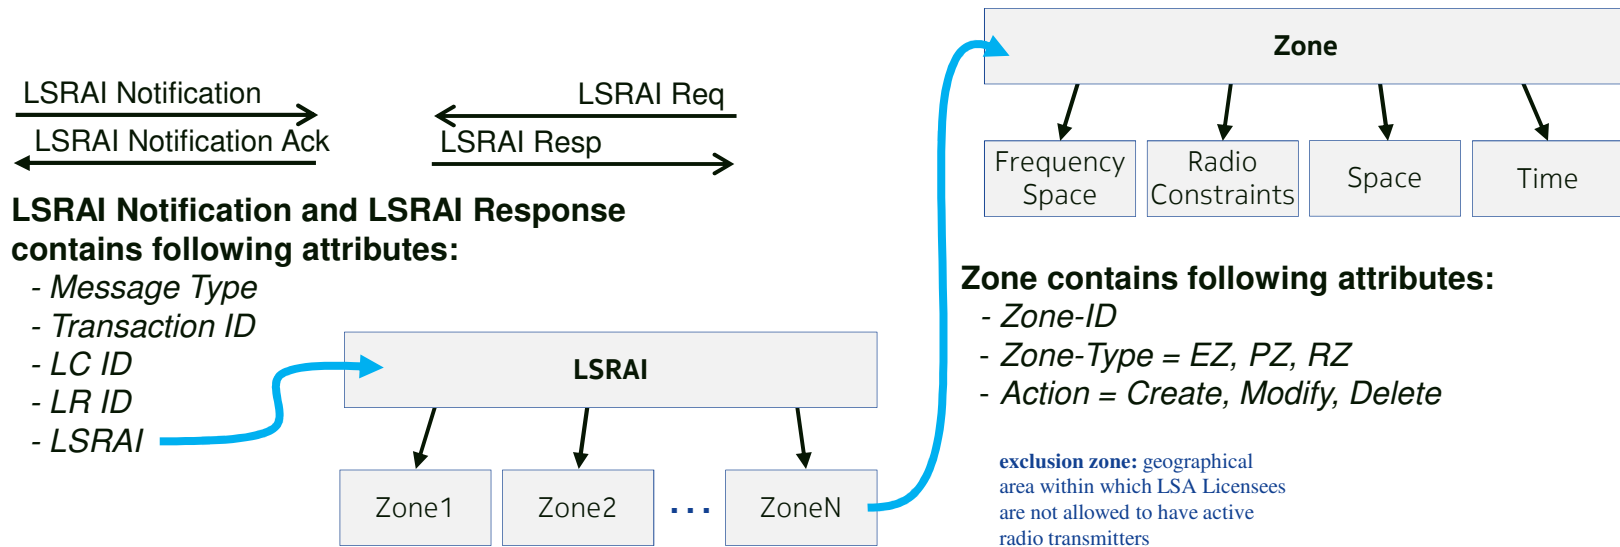 LSRAI Notification
LSRAI Notification Ack
LSRAI Req
LSRAI Resp
LSRAI Notification and LSRAI Response
contains following attributes:
- Message Type
- Transaction ID
- LC ID
- LR ID
- LSRAI
LSRAI
Zone1
Zone2
...
ZoneN
Zone
Frequency
Space
Radio
Constraints
Space
Time
Zone contains following attributes:
- Zone-ID
- Zone-Type = EZ, PZ, RZ
- Action = Create, Modify, Delete
exclusion zone: geographical
area within which LSA Licensees
are not allowed to have active
radio transmitters